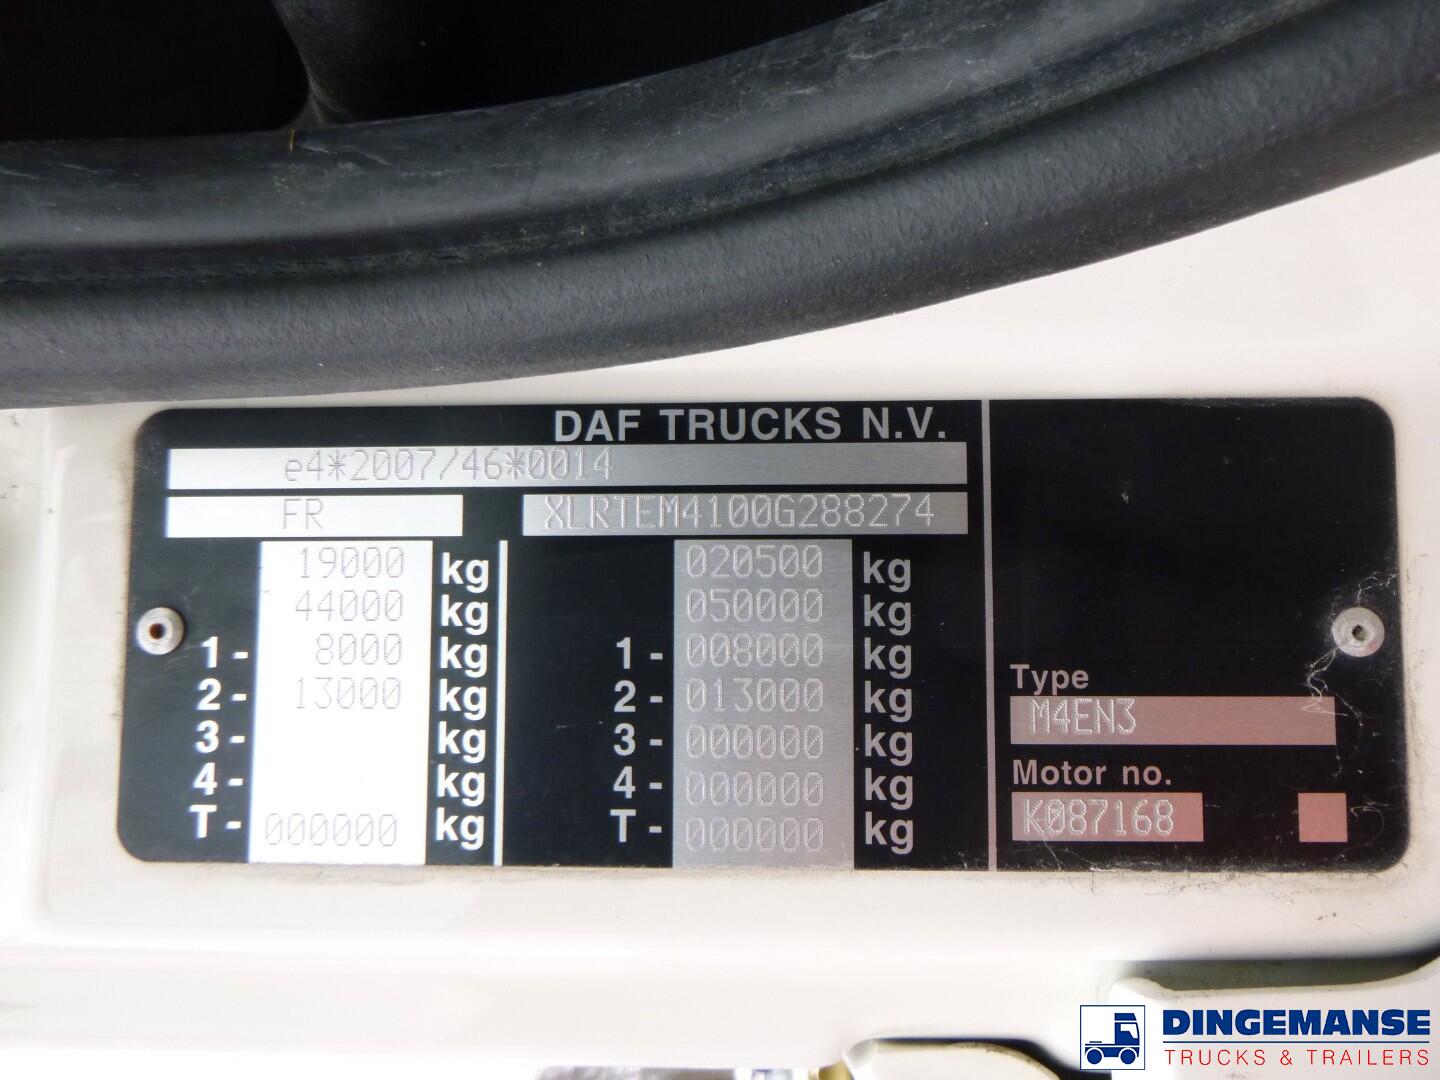 DAF TRUCKS N.V.
e4*2007/46*0014
FR XLRTEM4100G288274
19000 kg 020500 kg
44000 kg 050000 kg
1- 8000 kg 1- 008000 kg
2- 13000 kg 2- 013000 kg
3- kg 3- 000000 kg
4- kg 4- 000000 kg
T- 000000 kg T- 000000 kg
Type
M4EN3
Motor no.
K087168
DINGEMANSE
TRUCKS & TRAILERS